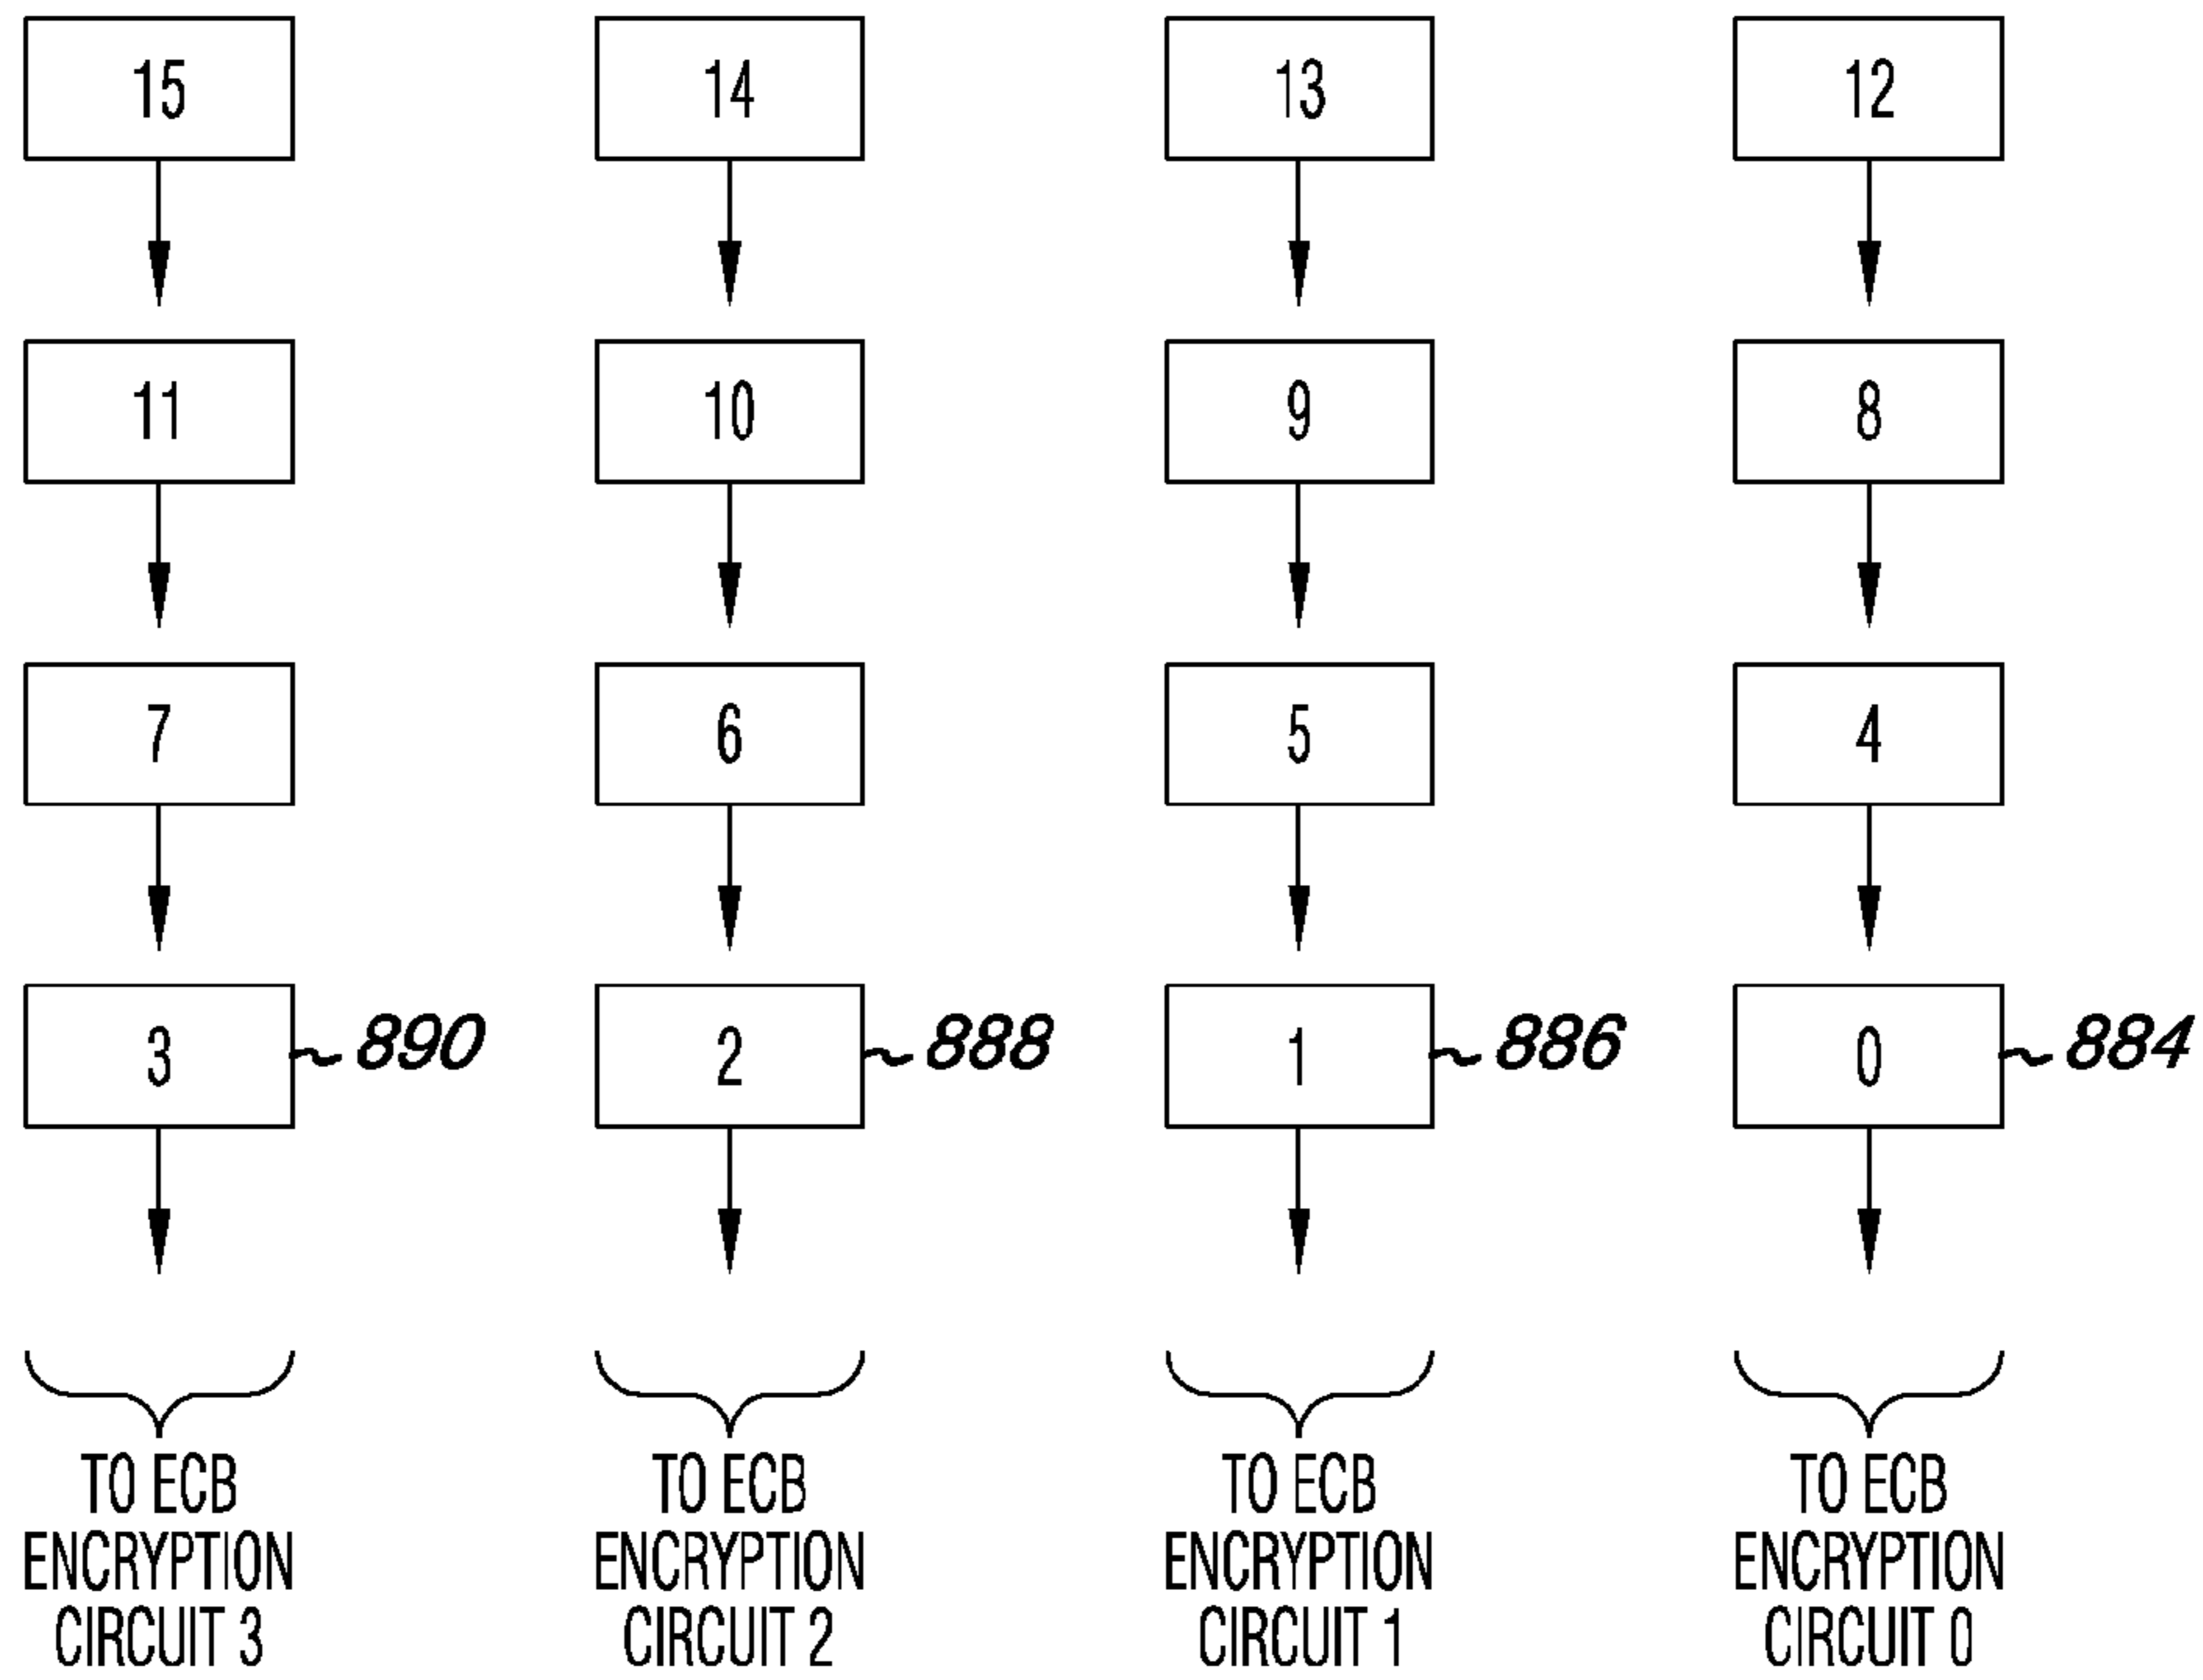 15 14 13 12
11 10 9 8
7 6 5 4
3 890 2 888 1 886 0 884
TO ECB
ENCRYPTION
CIRCUIT 3
TO ECB
ENCRYPTION
CIRCUIT 2
TO ECB
ENCRYPTION
CIRCUIT 1
TO ECB
ENCRYPTION
CIRCUIT 0